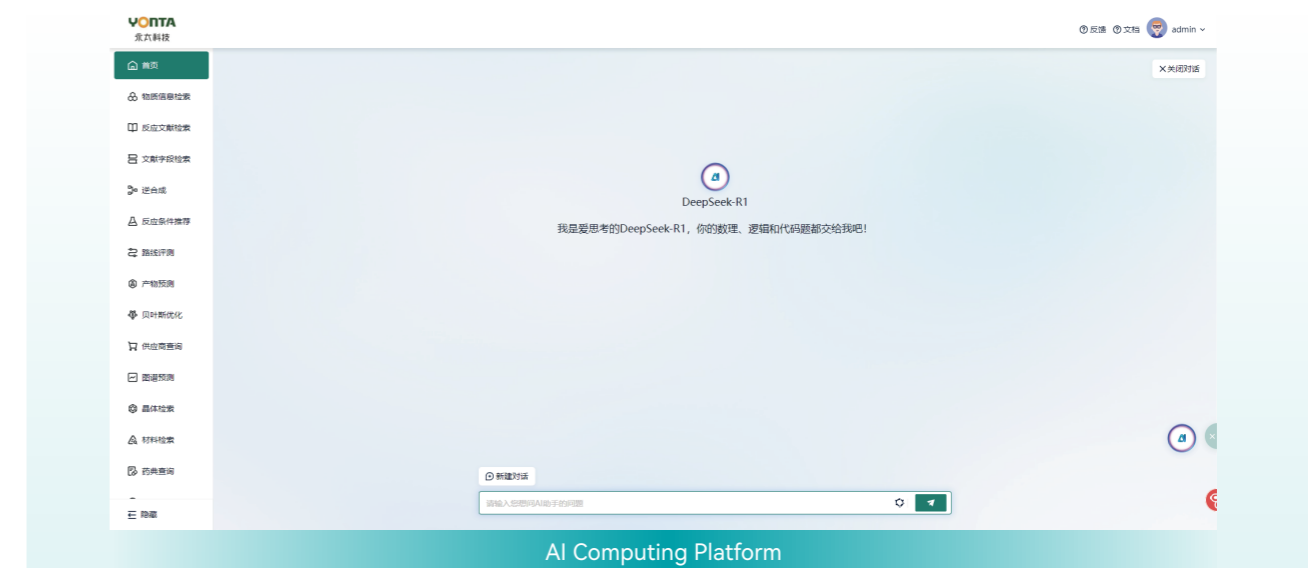 YONTA
永太科技
反馈 文档 admin
首页
关闭对话
物质信息检索
反应文献检索
文献字段检索
逆合成
反应条件推荐
路线评测
产物预测
贝叶斯优化
供应商查询
图谱预测
晶体检索
材料检索
药典查询
隐藏
DeepSeek-R1
我是爱思考的DeepSeek-R1，你的数理、逻辑和代码题都交给我吧！
新建对话
请输入您想问AI助手的问题
AI Computing Platform